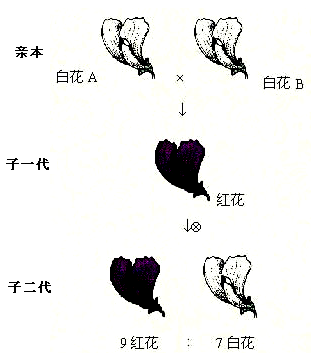 亲本
白花 A × 白花 B
↓
子一代
红花
↓⊗
子二代
9 红花 : 7 白花